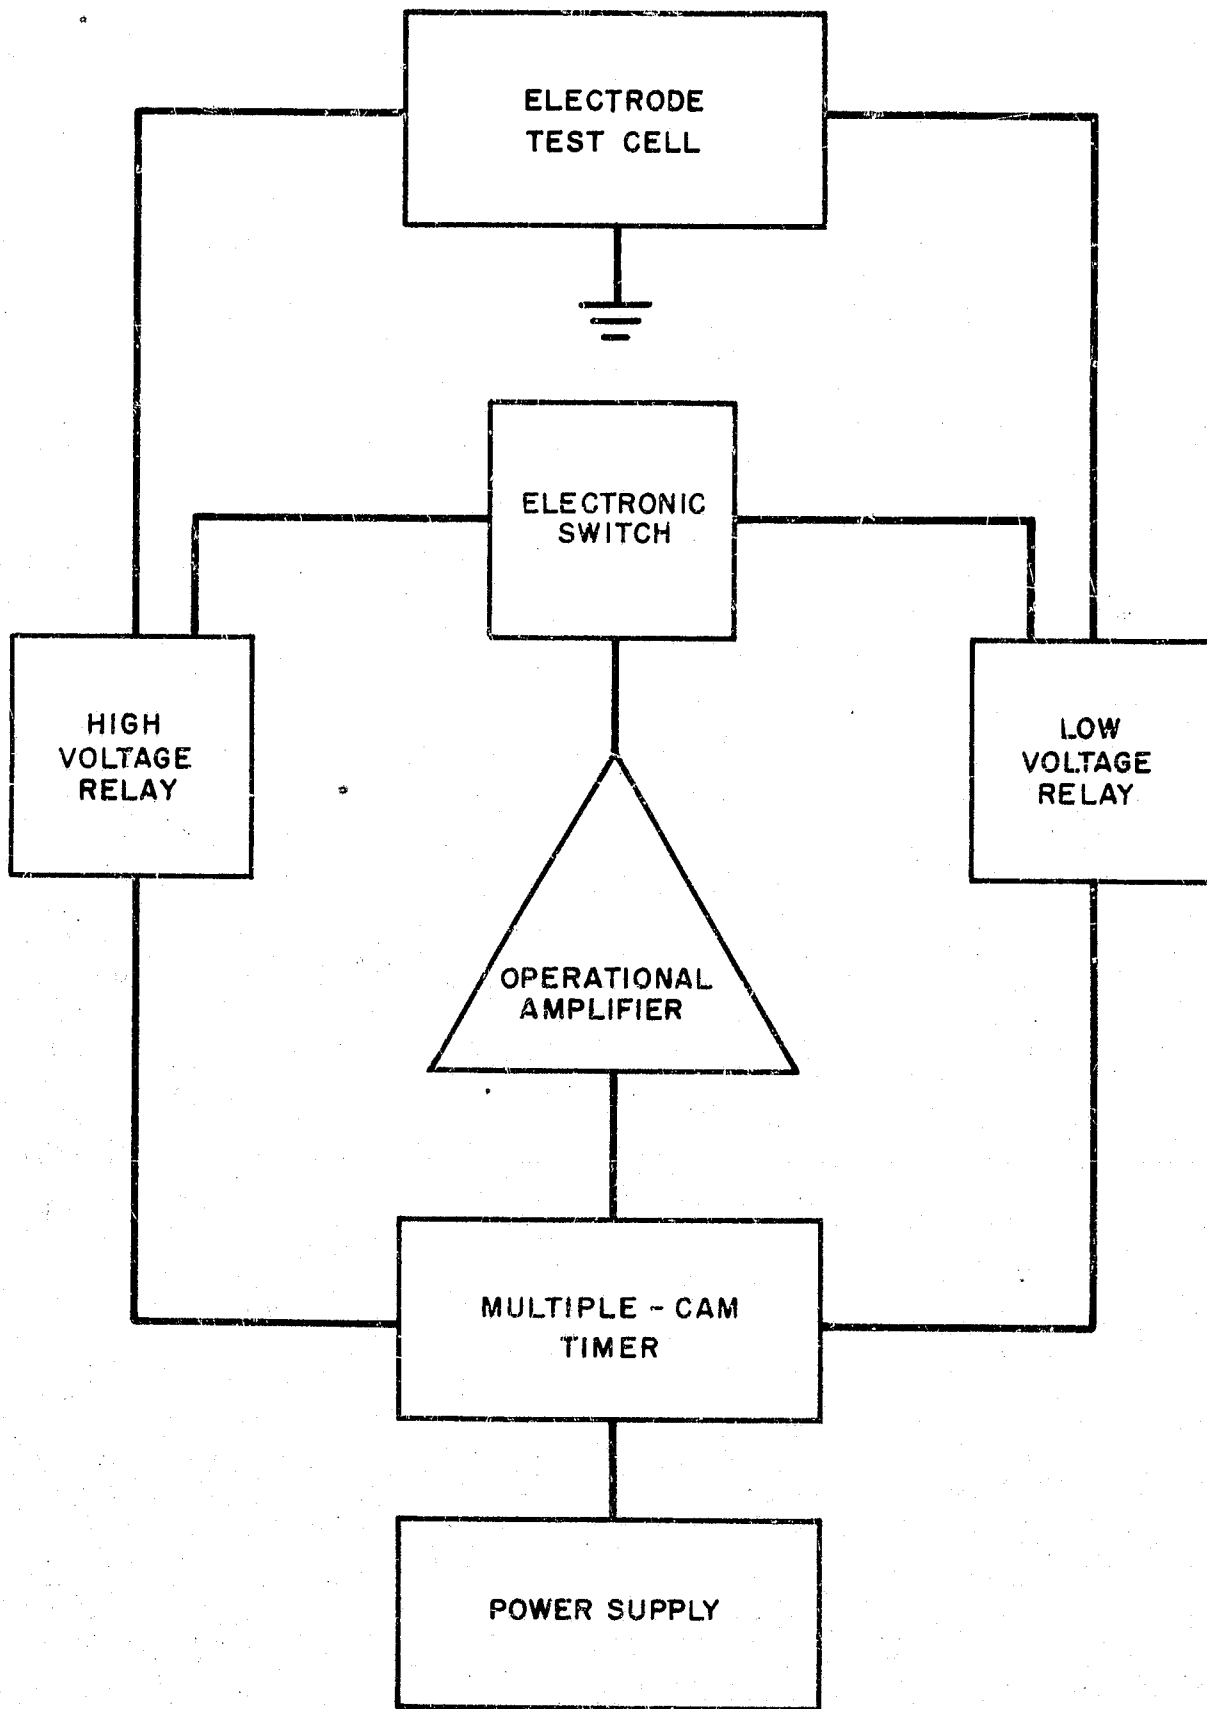 ELECTRODE
TEST CELL
ELECTRONIC
SWITCH
HIGH
VOLTAGE
RELAY
LOW
VOLTAGE
RELAY
OPERATIONAL
AMPLIFIER
MULTIPLE - CAM
TIMER
POWER SUPPLY